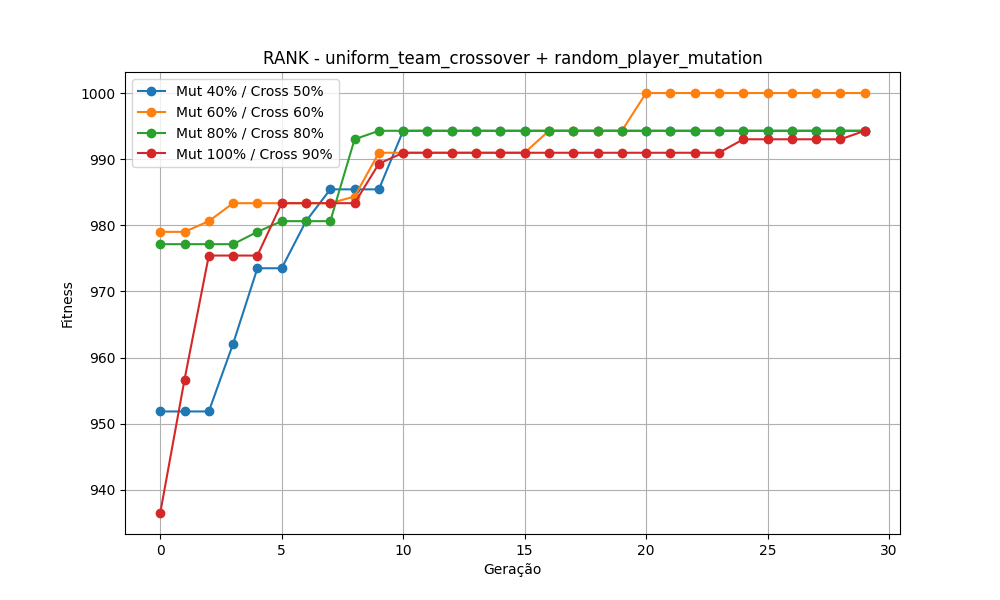 RANK - uniform_team_crossover + random_player_mutation
Mut 40% / Cross 50%
Mut 60% / Cross 60%
Mut 80% / Cross 80%
Mut 100% / Cross 90%
1000
990
980
970
960
950
940
Fitness
0 5 10 15 20 25 30
Geração